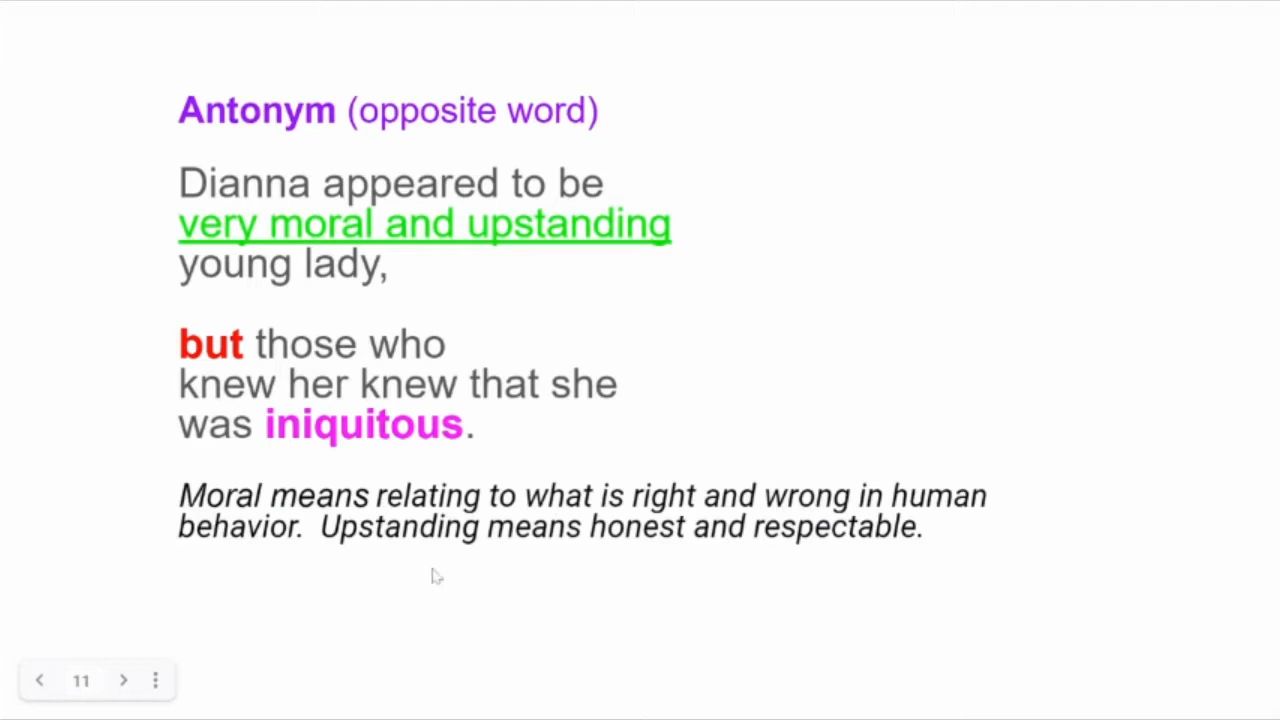 Antonym (opposite word)
Dianna appeared to be
very moral and upstanding
young lady,
but those who
knew her knew that she
was iniquitous.
Moral means relating to what is right and wrong in human
behavior.  Upstanding means honest and respectable.
11